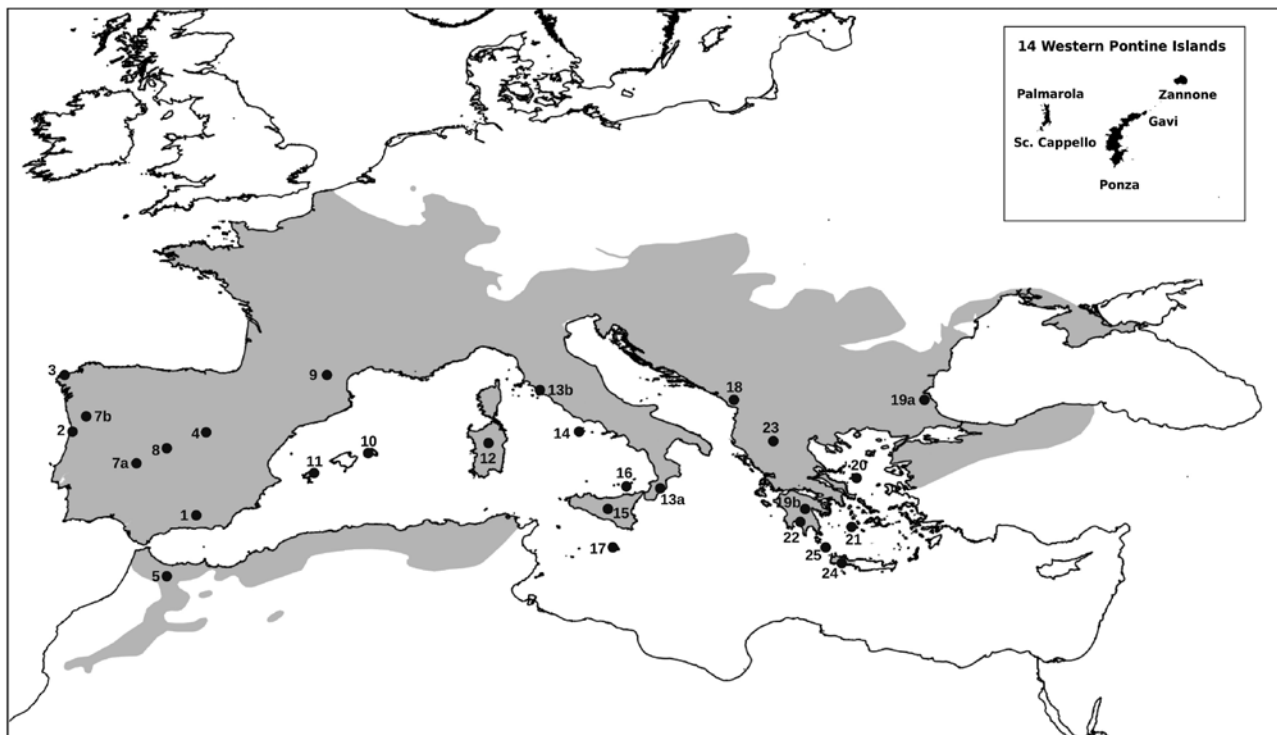 14 Western Pontine Islands
Palmarola
Zannone
Gavi
Sc. Cappello
Ponza
3
9
13b
18
19a
7b
2
4
14
23
8
10
7a
11
12
20
16
13a
1
15
19b
22
21
17
25
24
5